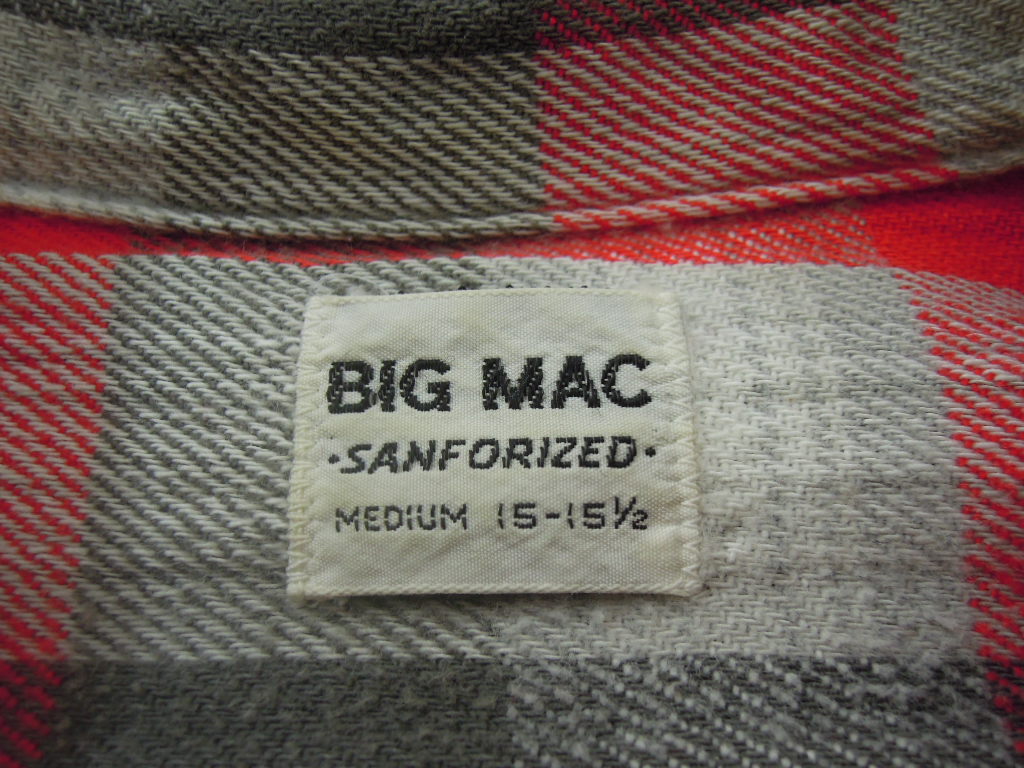 BIG MAC
·SANFORIZED·
MEDIUM 15-15½